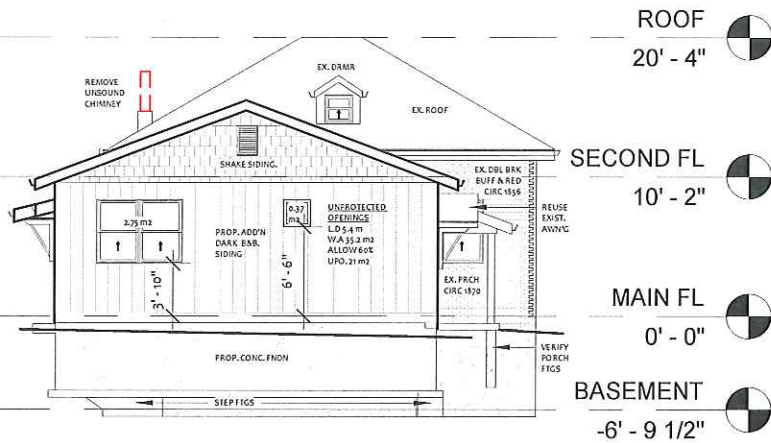 ROOF
20' - 4"
REMOVE
UNSOUND
CHIMNEY
EX. DRMR
EX. ROOF
SHAKE SIDING.
SECOND FL
10' - 2"
EX. DBL BRK
BUFF & RED
CIRC 1856
REUSE
EXIST.
AWN'G
2.75 m2
0.37
m2
PROP. ADD'N
DARK B&B.
SIDING
UNPROTECTED
OPENINGS
L.D 5.4 m
W.A 35.2 m2
ALLOW 60%
UPO. 21 m2
3' - 10"
6' - 6"
EX. PRCH
CIRC 1870
MAIN FL
0' - 0"
PROP. CONC. FNDN
VERIFY
PORCH
FTGS
STEP FTGS
BASEMENT
-6' - 9 1/2"